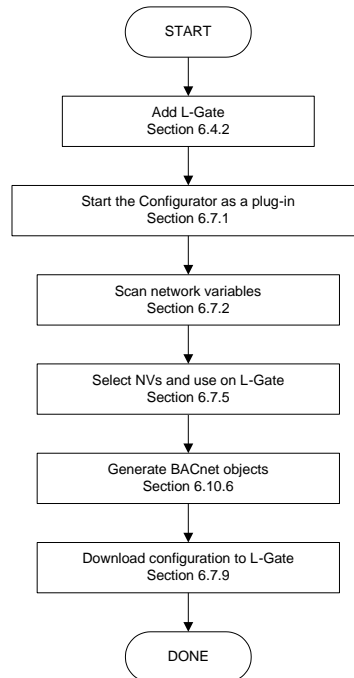 START
Add L-Gate
Section 6.4.2
Start the Configurator as a plug-in
Section 6.7.1
Scan network variables
Section 6.7.2
Select NVs and use on L-Gate
Section 6.7.5
Generate BACnet objects
Section 6.10.6
Download configuration to L-Gate
Section 6.7.9
DONE